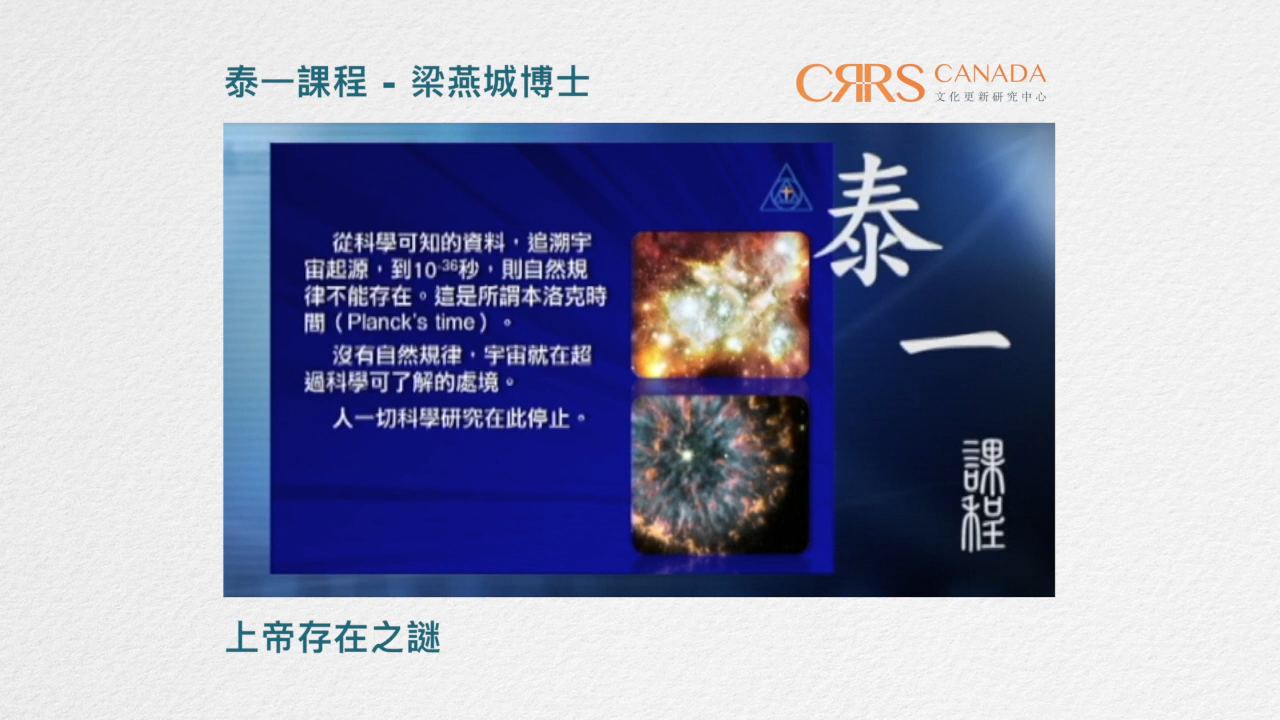 泰一課程 - 梁燕城博士
CRRS CANADA
文化更新研究中心
從科學可知的資料，追溯宇
宙起源，到10-36秒，則自然規
律不能存在。這是所謂本洛克時
間（Planck's time）。
沒有自然規律，宇宙就在超
過科學可了解的處境。
人一切科學研究在此停止。
泰
一
課程
上帝存在之謎